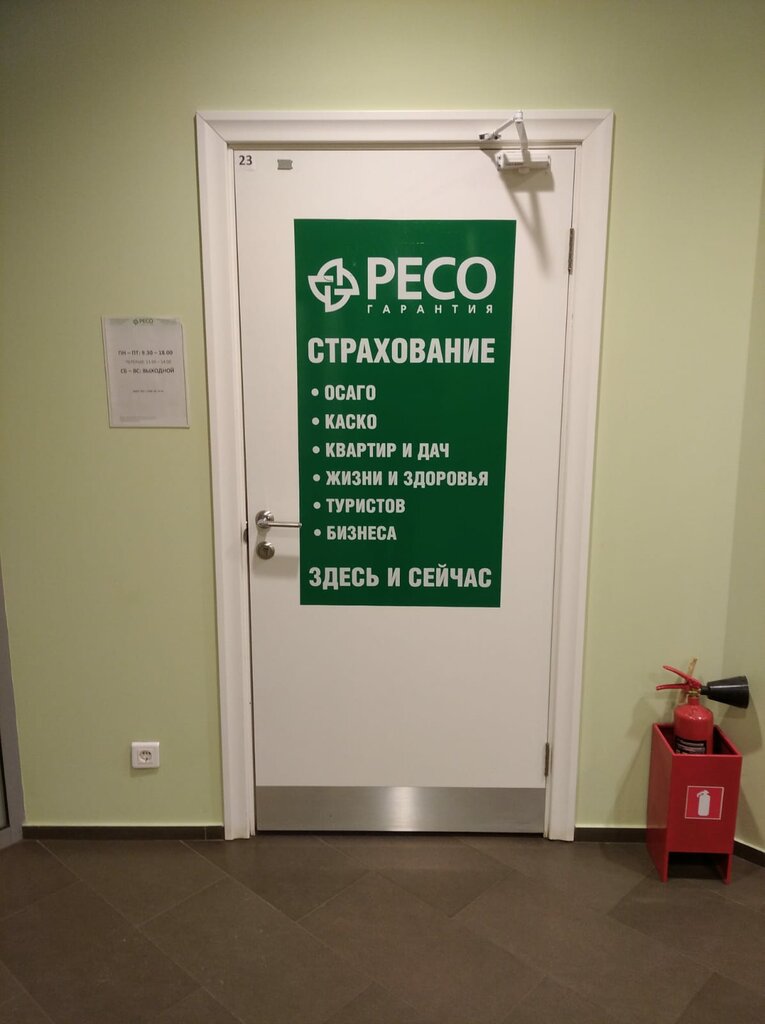 23
РЕСО
ГАРАНТИЯ
СТРАХОВАНИЕ
• ОСАГО
• КАСКО
• КВАРТИР И ДАЧ
• ЖИЗНИ И ЗДОРОВЬЯ
• ТУРИСТОВ
• БИЗНЕСА
ЗДЕСЬ И СЕЙЧАС
РЕСО
ПН – ПТ: 9.30 – 18.00
СБ – ВС: ВЫХОДНОЙ